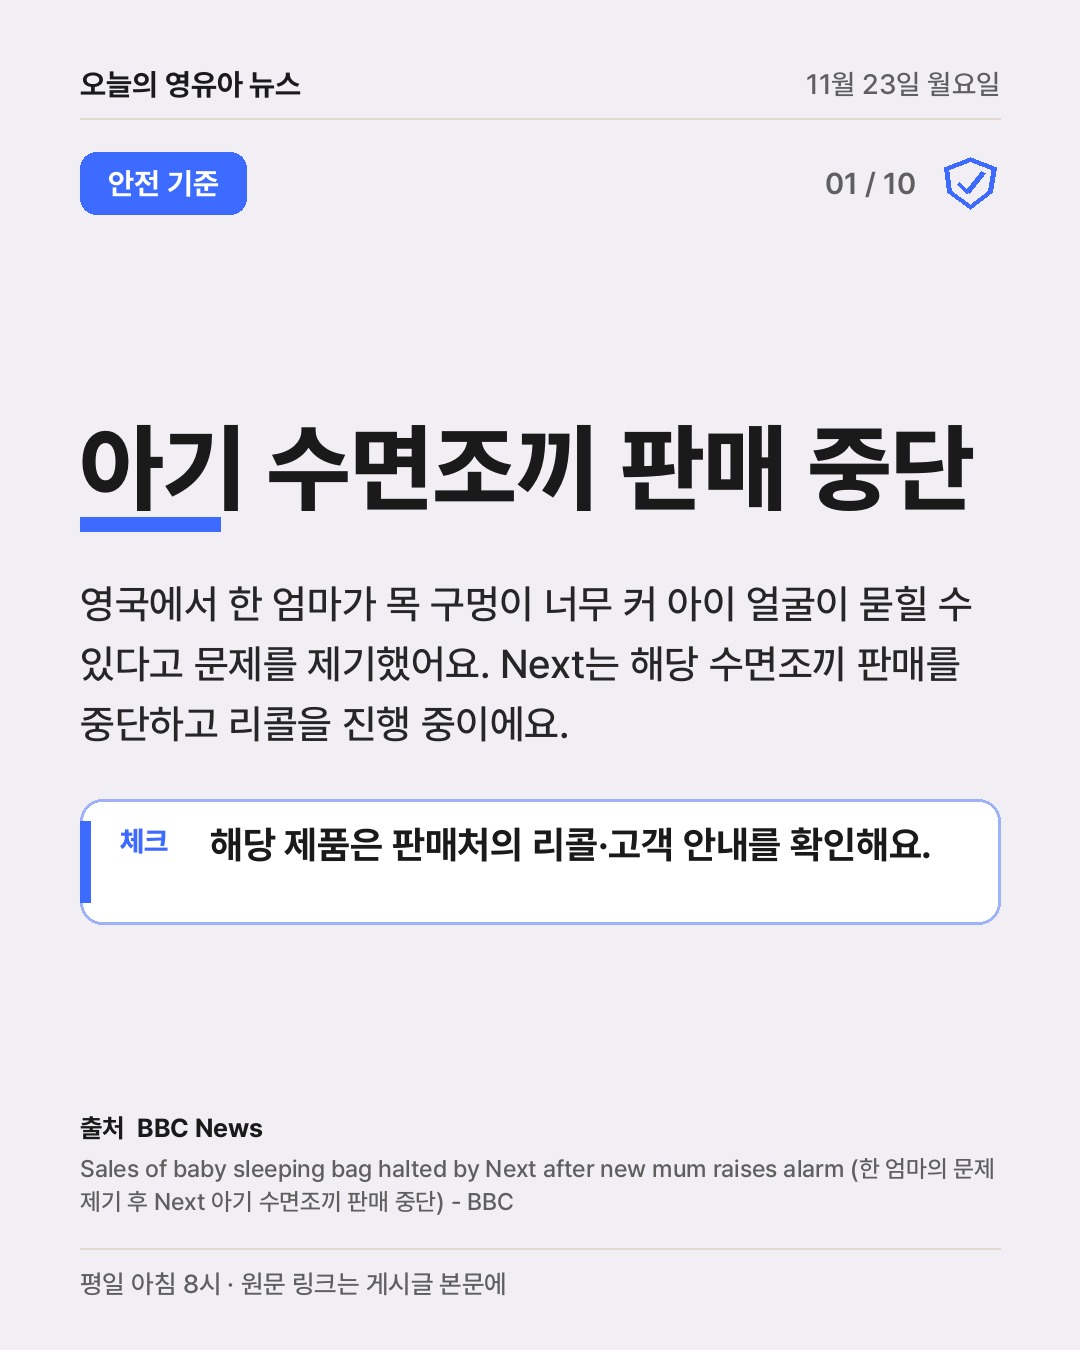 오늘의 영유아 뉴스
11월 23일 월요일
안전 기준
01 / 10
아기 수면조끼 판매 중단
영국에서 한 엄마가 목 구멍이 너무 커 아이 얼굴이 묻힐 수
있다고 문제를 제기했어요. Next는 해당 수면조끼 판매를
중단하고 리콜을 진행 중이에요.
체크 해당 제품은 판매처의 리콜·고객 안내를 확인해요.
출처 BBC News
Sales of baby sleeping bag halted by Next after new mum raises alarm (한 엄마의 문제
제기 후 Next 아기 수면조끼 판매 중단) - BBC
평일 아침 8시 · 원문 링크는 게시글 본문에